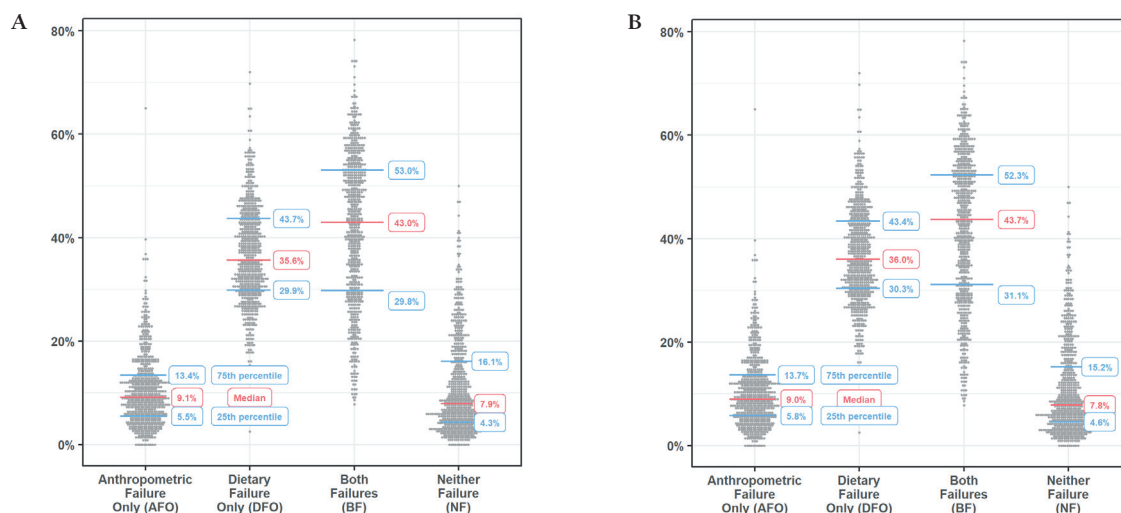 A
80%
60%
40%
20%
0%
53.0%
43.7%
43.0%
35.6%
29.9%
29.8%
16.1%
13.4% 75th percentile
9.1% Median
7.9%
5.5% 25th percentile
4.3%
Anthropometric
Failure
Only (AFO)
Dietary
Failure
Only (DFO)
Both
Failures
(BF)
Neither
Failure
(NF)
B
80%
60%
40%
20%
0%
52.3%
43.4%
43.7%
36.0%
30.3%
31.1%
15.2%
13.7% 75th percentile
9.0% Median
7.8%
5.8% 25th percentile
4.6%
Anthropometric
Failure
Only (AFO)
Dietary
Failure
Only (DFO)
Both
Failures
(BF)
Neither
Failure
(NF)